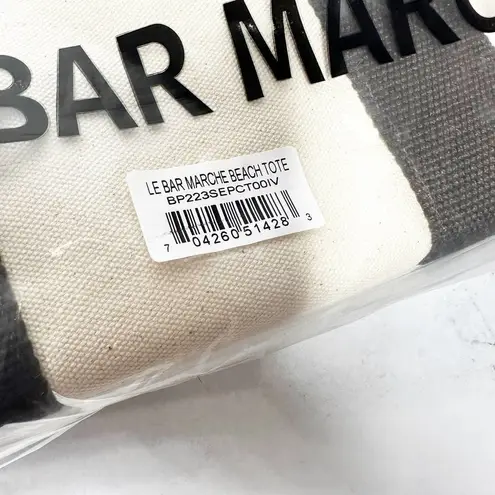 BAR MARC
LE BAR MARCHE BEACH TOTE
BP223SEPCT00IV
7 04260 51428 3